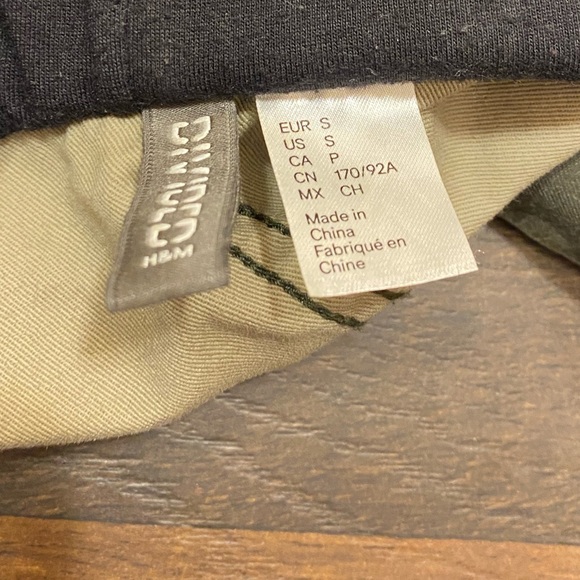 DIVIDED
H&M
EUR S
US S
CA P
CN 170/92A
MX CH
Made in
China
Fabriqué en
Chine